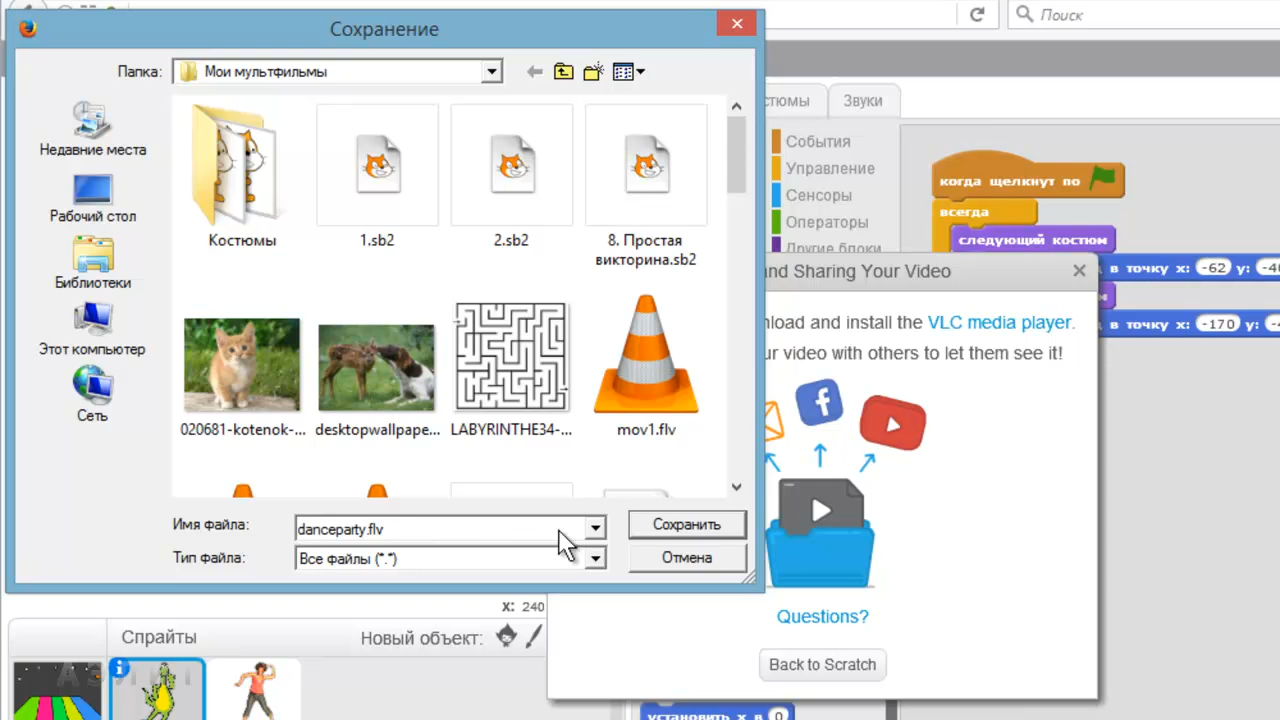 Сохранение
Поиск
Папка:
Мои мультфильмы
Недавние места
Рабочий стол
Библиотеки
Этот компьютер
Сеть
Костюмы
1.sb2
2.sb2
8. Простая
викторина.sb2
020681-kotenok-...
desktopwallpape...
LABYRINTHE34-...
mov1.flv
Имя файла:
danceparty.flv
Сохранить
Тип файла:
Все файлы (*.*)
Отмена
Звуки
События
Управление
Сенсоры
Операторы
Другие блоки
когда щелкнут по
всегда
следующий костюм
в точку x: -62 y:
в точку x: -170 y:
and Sharing Your Video
and install the VLC media player.
video with others to let them see it!
Questions?
Back to Scratch
x: 240
Спрайты
Новый объект:
установить x в 0